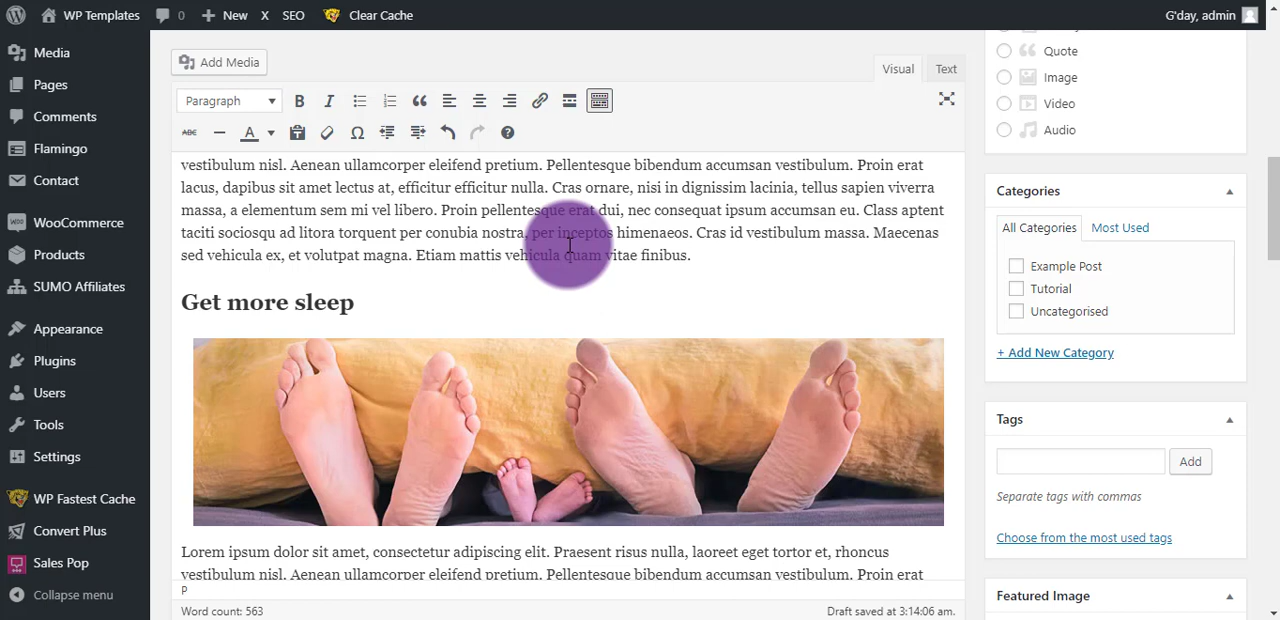 WP Templates
0
New
X
SEO
Clear Cache
G'day, admin
Media
Pages
Comments
Flamingo
Contact
WooCommerce
Products
SUMO Affiliates
Appearance
Plugins
Users
Tools
Settings
WP Fastest Cache
Convert Plus
Sales Pop
Collapse menu
Add Media
Visual
Text
Paragraph
B
I
ABC
A
vestibulum nisl. Aenean ullamcorper eleifend pretium. Pellentesque bibendum accumsan vestibulum. Proin erat
lacus, dapibus sit amet lectus at, efficitur efficitur nulla. Cras ornare, nisi in dignissim lacinia, tellus sapien viverra
massa, a elementum sem mi vel libero. Proin pellentesque erat dui, nec consequat ipsum accumsan eu. Class aptent
taciti sociosqu ad litora torquent per conubia nostra, per inceptos himenaeos. Cras id vestibulum massa. Maecenas
sed vehicula ex, et volutpat magna. Etiam mattis vehicula quam vitae finibus.
Get more sleep
Lorem ipsum dolor sit amet, consectetur adipiscing elit. Praesent risus nulla, laoreet eget tortor et, rhoncus
vestibulum nisl. Aenean ullamcorper eleifend pretium. Pellentesque bibendum accumsan vestibulum. Proin erat
P
Word count: 563
Draft saved at 3:14:06 am.
Quote
Image
Video
Audio
Categories
All Categories
Most Used
Example Post
Tutorial
Uncategorised
+ Add New Category
Tags
Add
Separate tags with commas
Choose from the most used tags
Featured Image